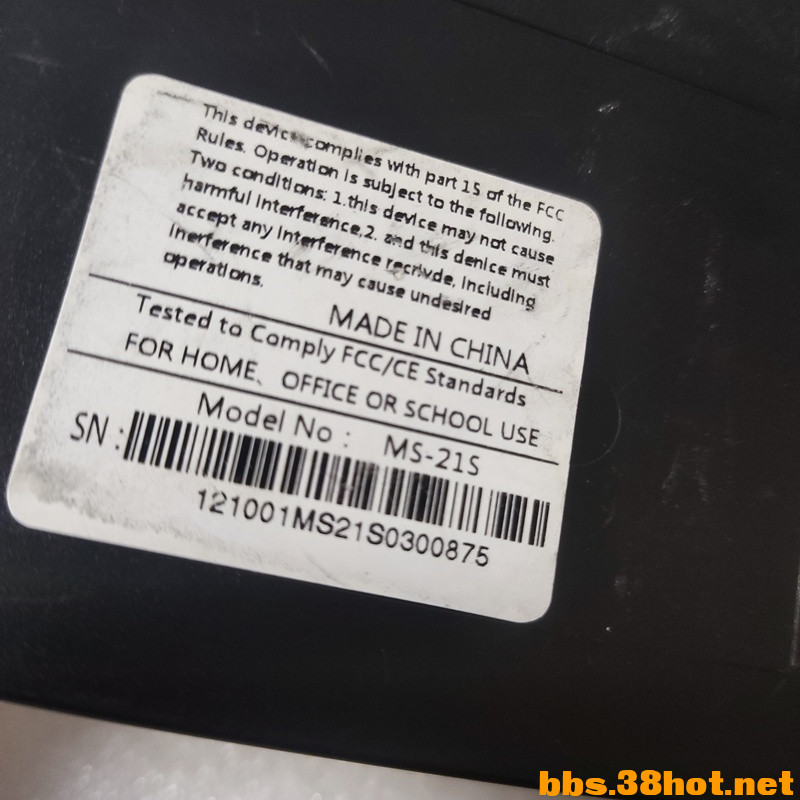 This device complies with part 15 of the FCC
Rules. Operation is subject to the following.
Two conditions: 1.this device may not cause
harmful interference,2. and this denice must
accept any interference recrivde, including
inerference that may cause undesired
operations.
MADE IN CHINA
Tested to Comply FCC/CE Standards
FOR HOME、OFFICE OR SCHOOL USE
Model No : MS-21S
SN :
121001MS21S0300875
bbs.38hot.net